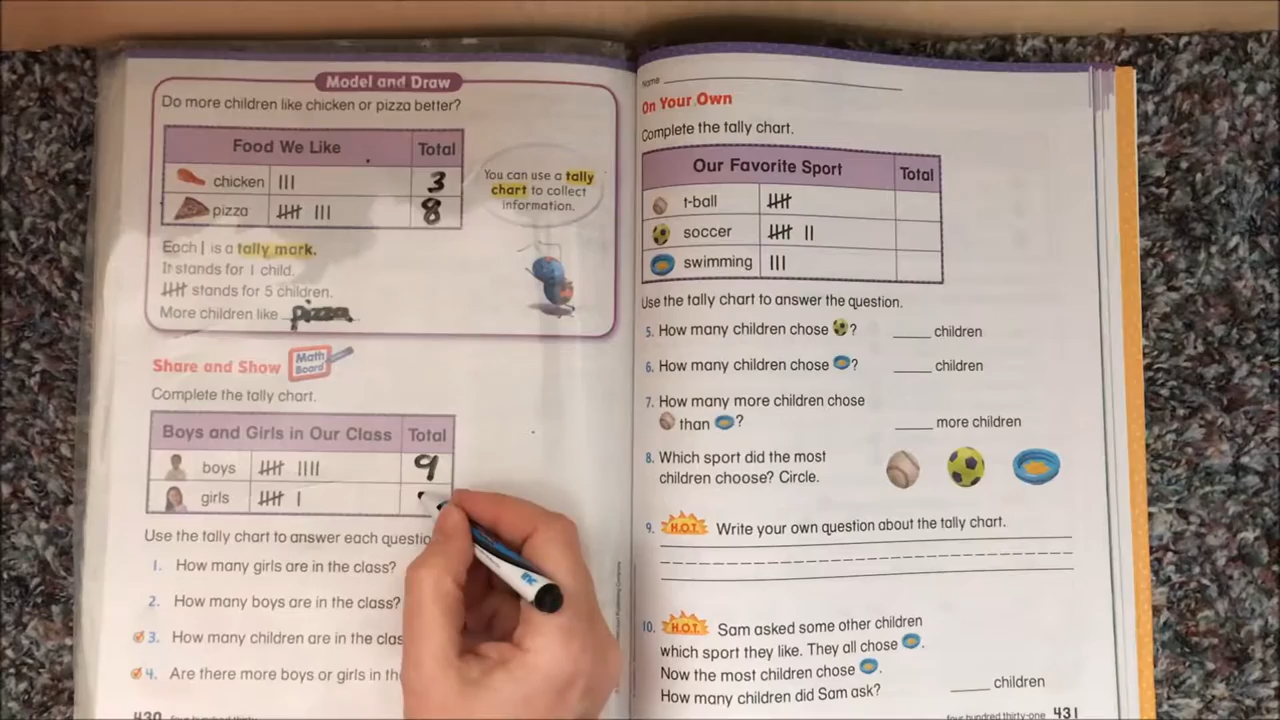 Model and Draw
Do more children like chicken or pizza better?
Food We Like Total
chicken 3
pizza 8
You can use a tally
chart to collect
information.
Each | is a tally mark.
It stands for 1 child.
stands for 5 children.
More children like pizza
Share and Show Math
Board
Complete the tally chart.
Boys and Girls in Our Class Total
boys 9
girls
Use the tally chart to answer each
1. How many girls are in the class?
2. How many boys are in the class?
3. How many children are in the
4. Are there more boys or girls in
430 four hundred thirty
Name
On Your Own
Complete the tally chart.
Our Favorite Sport Total
t-ball
soccer
swimming
Use the tally chart to answer the question.
5. How many children chose ? ____ children
6. How many children chose ? ____ children
7. How many more children chose
than ? ____ more children
8. Which sport did the most
children choose? Circle.
9. H.O.T. Write your own question about the tally chart.
10. H.O.T. Sam asked some other children
which sport they like. They all chose .
Now the most children chose .
How many children did Sam ask? ____ children
four hundred thirty-one 431